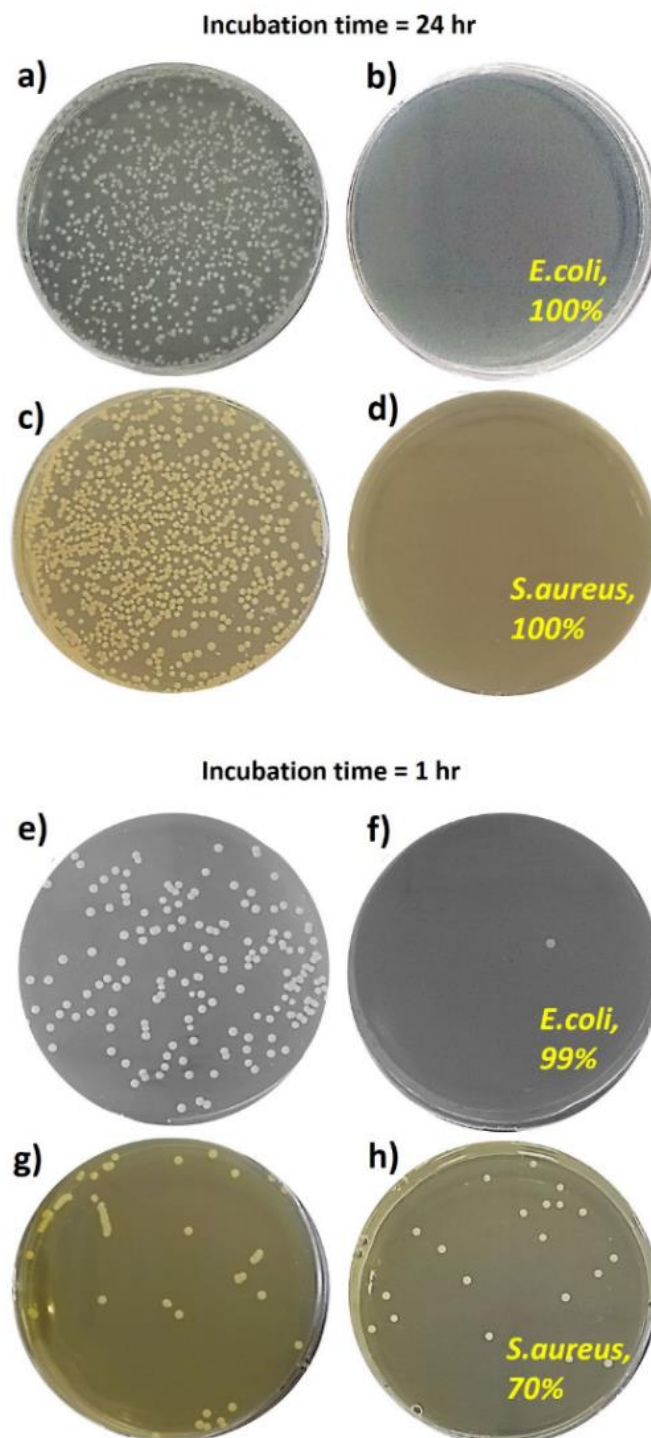 Incubation time = 24 hr
a)
b)
E.coli,
100%
c)
d)
S.aureus,
100%
Incubation time = 1 hr
e)
f)
E.coli,
99%
g)
h)
S.aureus,
70%